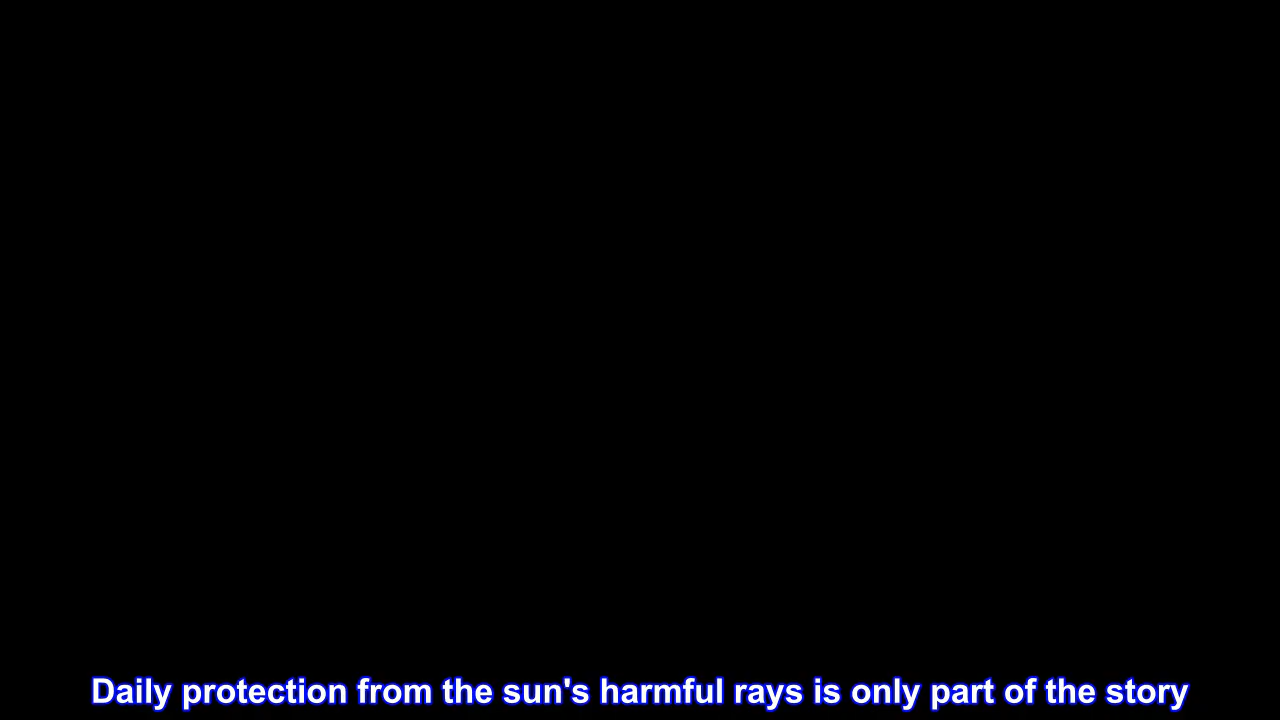 Daily protection from the sun's harmful rays is only part of the story